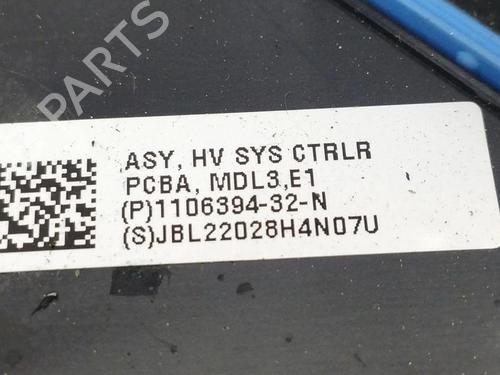 B PARTS
ASY, HV SYS CTRLR
PCBA, MDL3,E1
(P)1106394-32-N
(S)JBL22028H4N07U